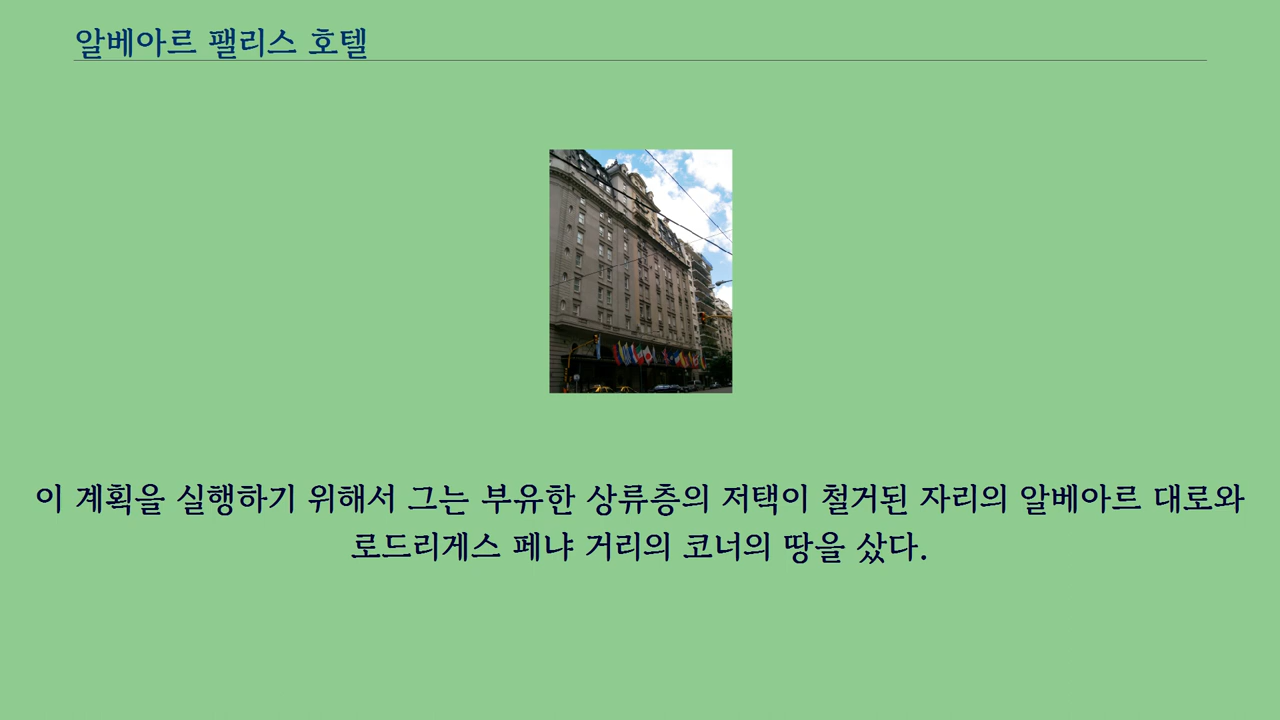 알베아르 팰리스 호텔
이 계획을 실행하기 위해서 그는 부유한 상류층의 저택이 철거된 자리의 알베아르 대로와
로드리게스 페냐 거리의 코너의 땅을 샀다.